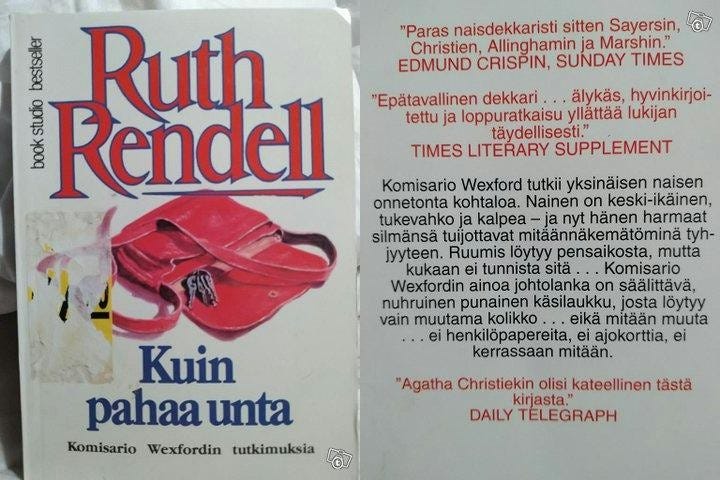 book studio bestseller
Ruth
Rendell
Kuin
pahaa unta
Komisario Wexfordin tutkimuksia
"Paras naisdekkaristi sitten Sayersin,
Christien, Allinghamin ja Marshin."
EDMUND CRISPIN, SUNDAY TIMES
"Epätavallinen dekkari . . . älykäs, hyvinkirjoi-
tettu ja loppuratkaisu yllättää lukijan
täydellisesti."
TIMES LITERARY SUPPLEMENT
Komisario Wexford tutkii yksinäisen naisen
onnetonta kohtaloa. Nainen on keski-ikäinen,
tukevahko ja kalpea – ja nyt hänen harmaat
silmänsä tuijottavat mitäännäkemätöminä tyh-
jyyteen. Ruumis löytyy pensaikosta, mutta
kukaan ei tunnista sitä . . . Komisario
Wexfordin ainoa johtolanka on säälittävä,
nuhruinen punainen käsilaukku, josta löytyy
vain muutama kolikko . . . eikä mitään muuta
. . . ei henkilöpapereita, ei ajokorttia, ei
kerrassaan mitään.
"Agatha Christiekin olisi kateellinen tästä
kirjasta."
DAILY TELEGRAPH